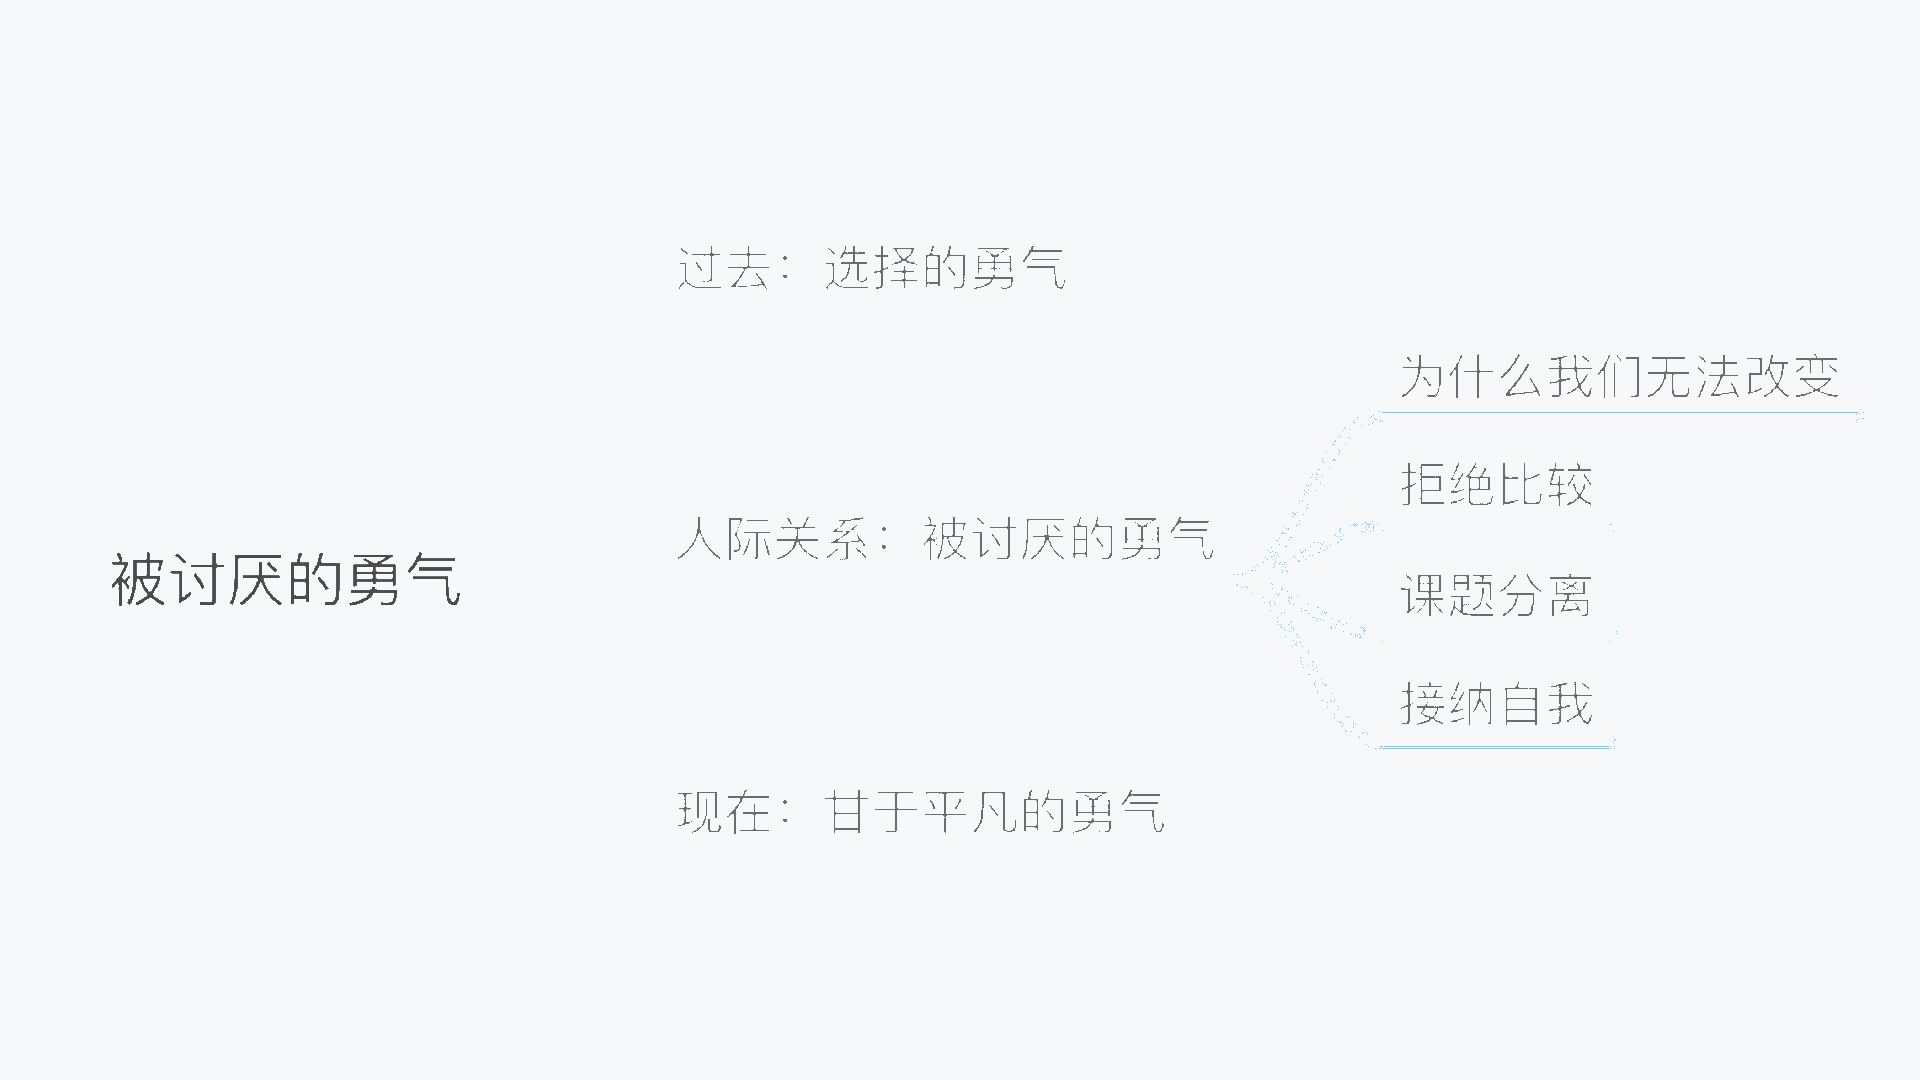 被讨厌的勇气
过去：选择的勇气
人际关系：被讨厌的勇气
为什么我们无法改变
拒绝比较
课题分离
接纳自我
现在：甘于平凡的勇气